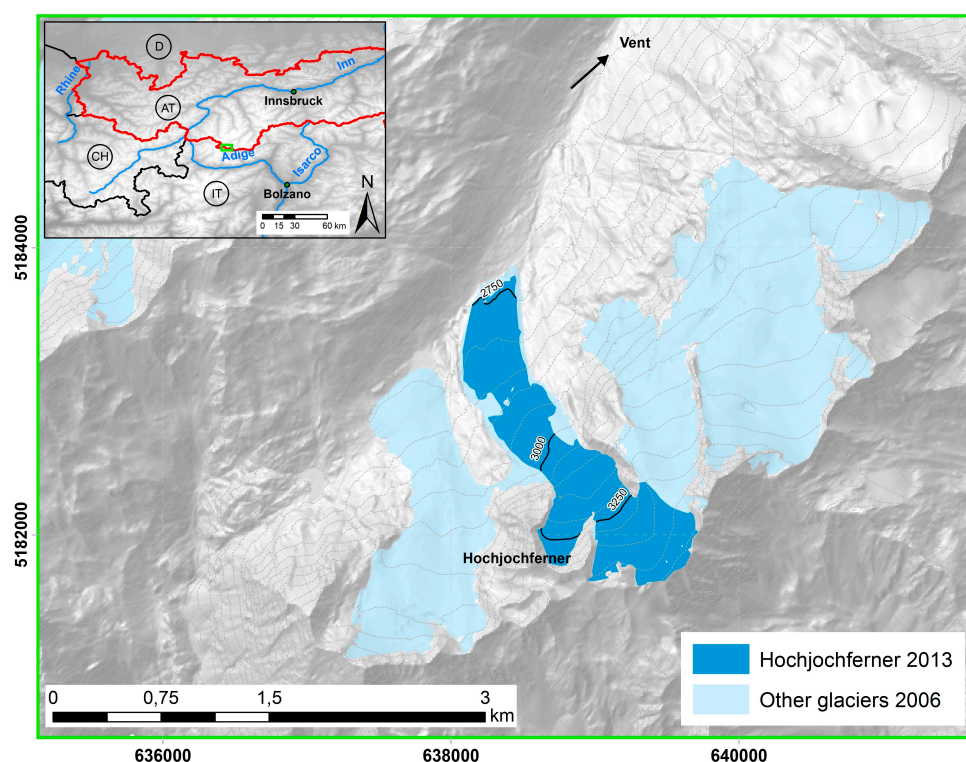 D
Rhine
Inn
Innsbruck
AT
CH
Adige
Isarco
IT
Bolzano
N
0 15 30 60 km
Vent
5184000
2750
3000
3250
5182000
Hochjochferner
Hochjochferner 2013
Other glaciers 2006
0 0,75 1,5 3
km
636000 638000 640000